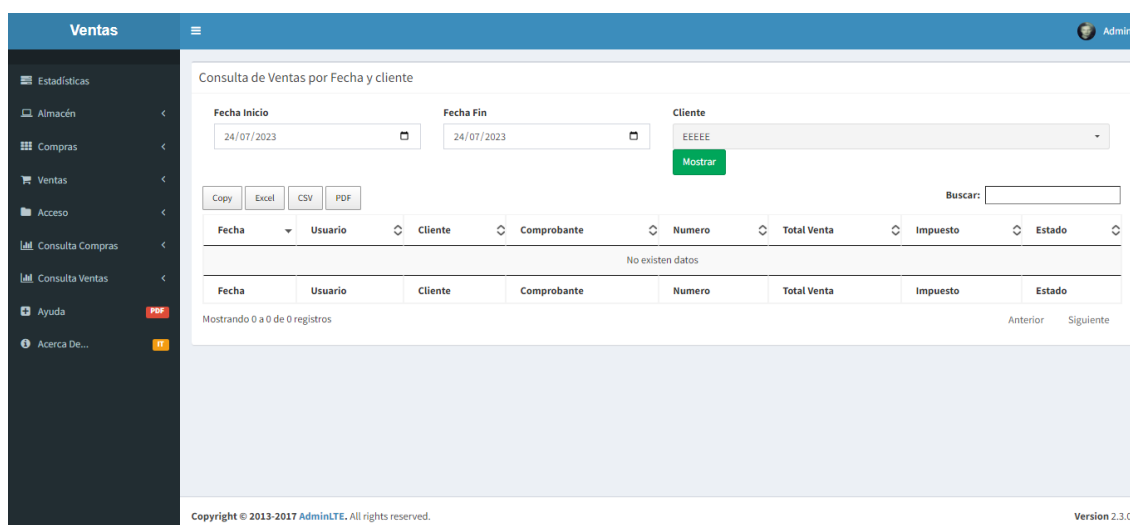 Ventas
Admin
Estadísticas
Almacén
Compras
Ventas
Acceso
Consulta Compras
Consulta Ventas
Ayuda PDF
Acerca De... IT
Consulta de Ventas por Fecha y cliente
Fecha Inicio Fecha Fin Cliente
24/07/2023 24/07/2023 EEEEE
Mostrar
Copy Excel CSV PDF Buscar:
Fecha Usuario Cliente Comprobante Numero Total Venta Impuesto Estado
No existen datos
Fecha Usuario Cliente Comprobante Numero Total Venta Impuesto Estado
Mostrando 0 a 0 de 0 registros Anterior Siguiente
Copyright © 2013-2017 AdminLTE. All rights reserved. Version 2.3.0